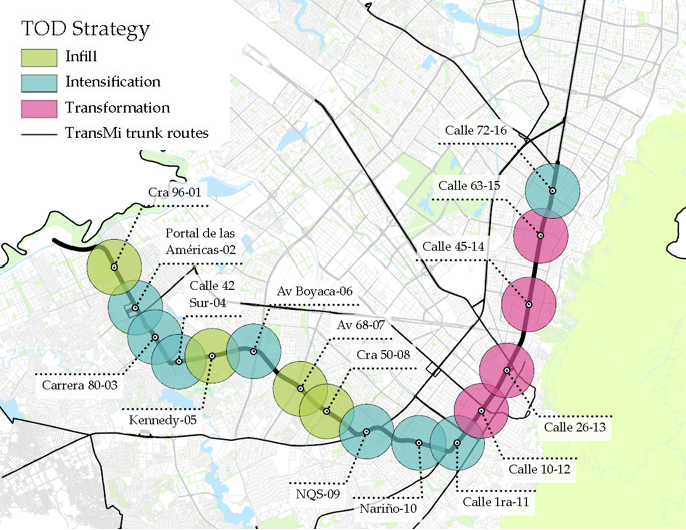 TOD Strategy
Infill
Intensification
Transformation
TransMi trunk routes
Calle 72-16
Calle 63-15
Cra 96-01
Portal de las
Américas-02
Calle 45-14
Calle 42
Sur-04
Av Boyaca-06
Av 68-07
Cra 50-08
Carrera 80-03
Kennedy-05
Calle 26-13
Calle 10-12
NQS-09
Nariño-10
Calle 1ra-11